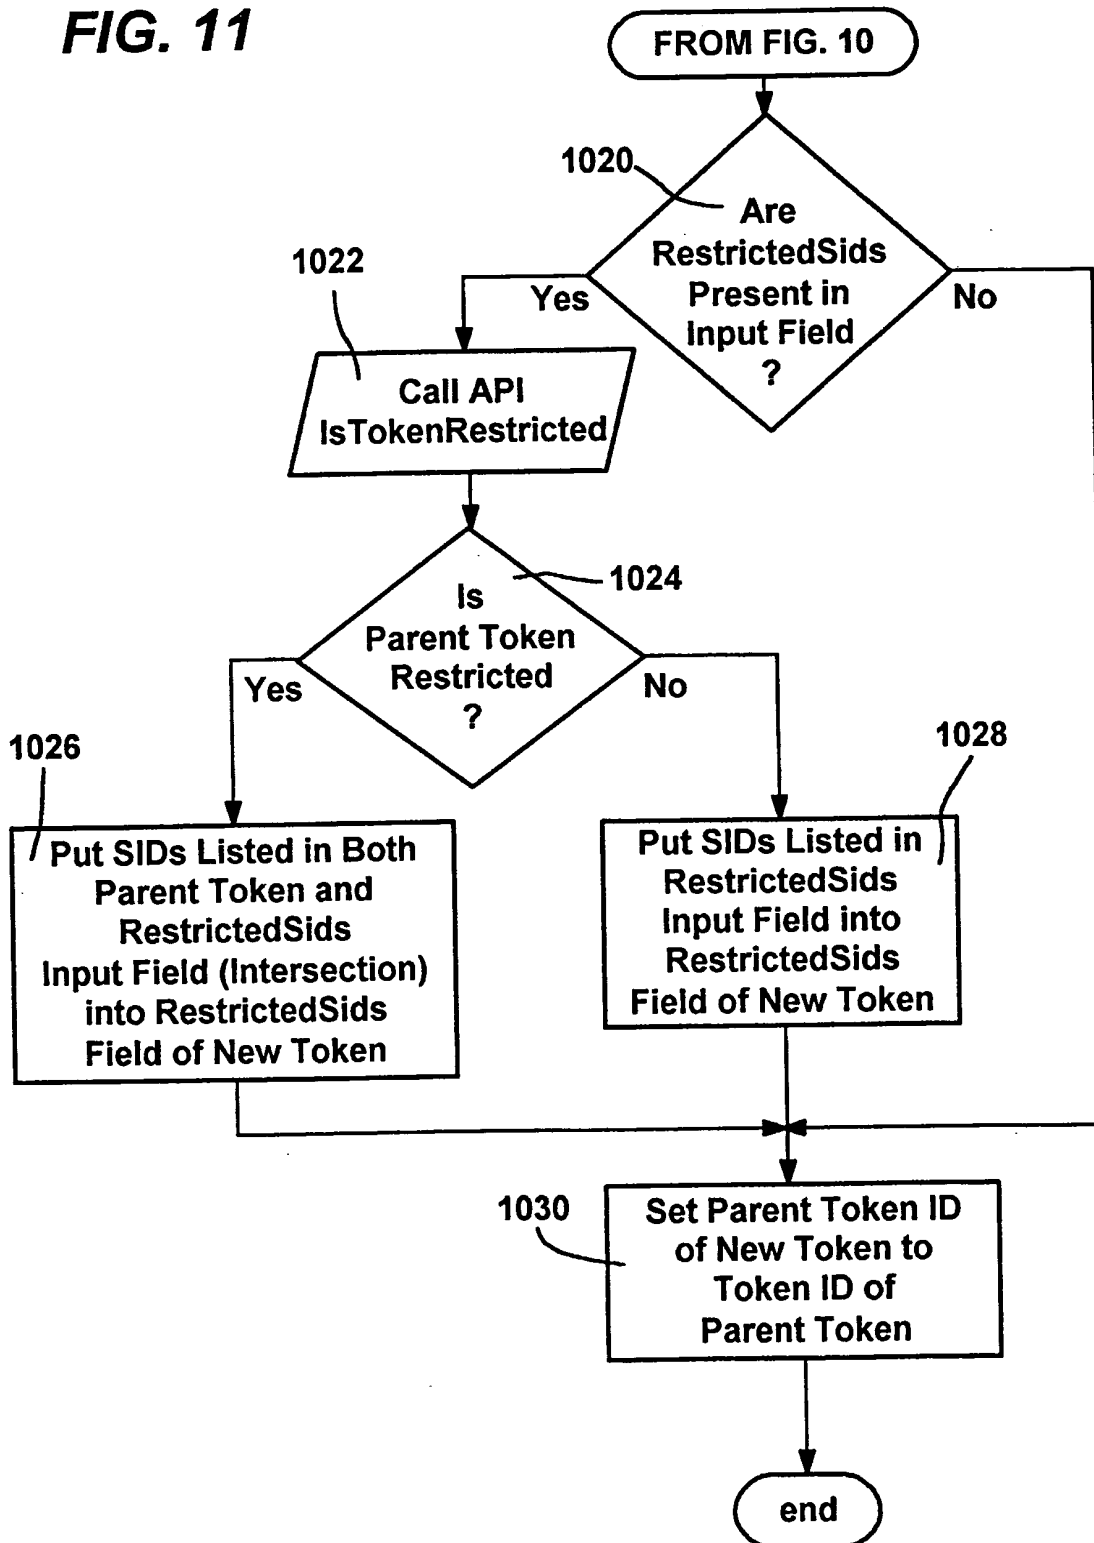 FIG. 11
FROM FIG. 10
1020
Are
RestrictedSids
Present in
Input Field
?
Yes
No
1022
Call API
IsTokenRestricted
1024
Is
Parent Token
Restricted
?
Yes
No
1026
Put SIDs Listed in Both
Parent Token and
RestrictedSids
Input Field (Intersection)
into RestrictedSids
Field of New Token
1028
Put SIDs Listed in
RestrictedSids
Input Field into
RestrictedSids
Field of New Token
1030
Set Parent Token ID
of New Token to
Token ID of
Parent Token
end